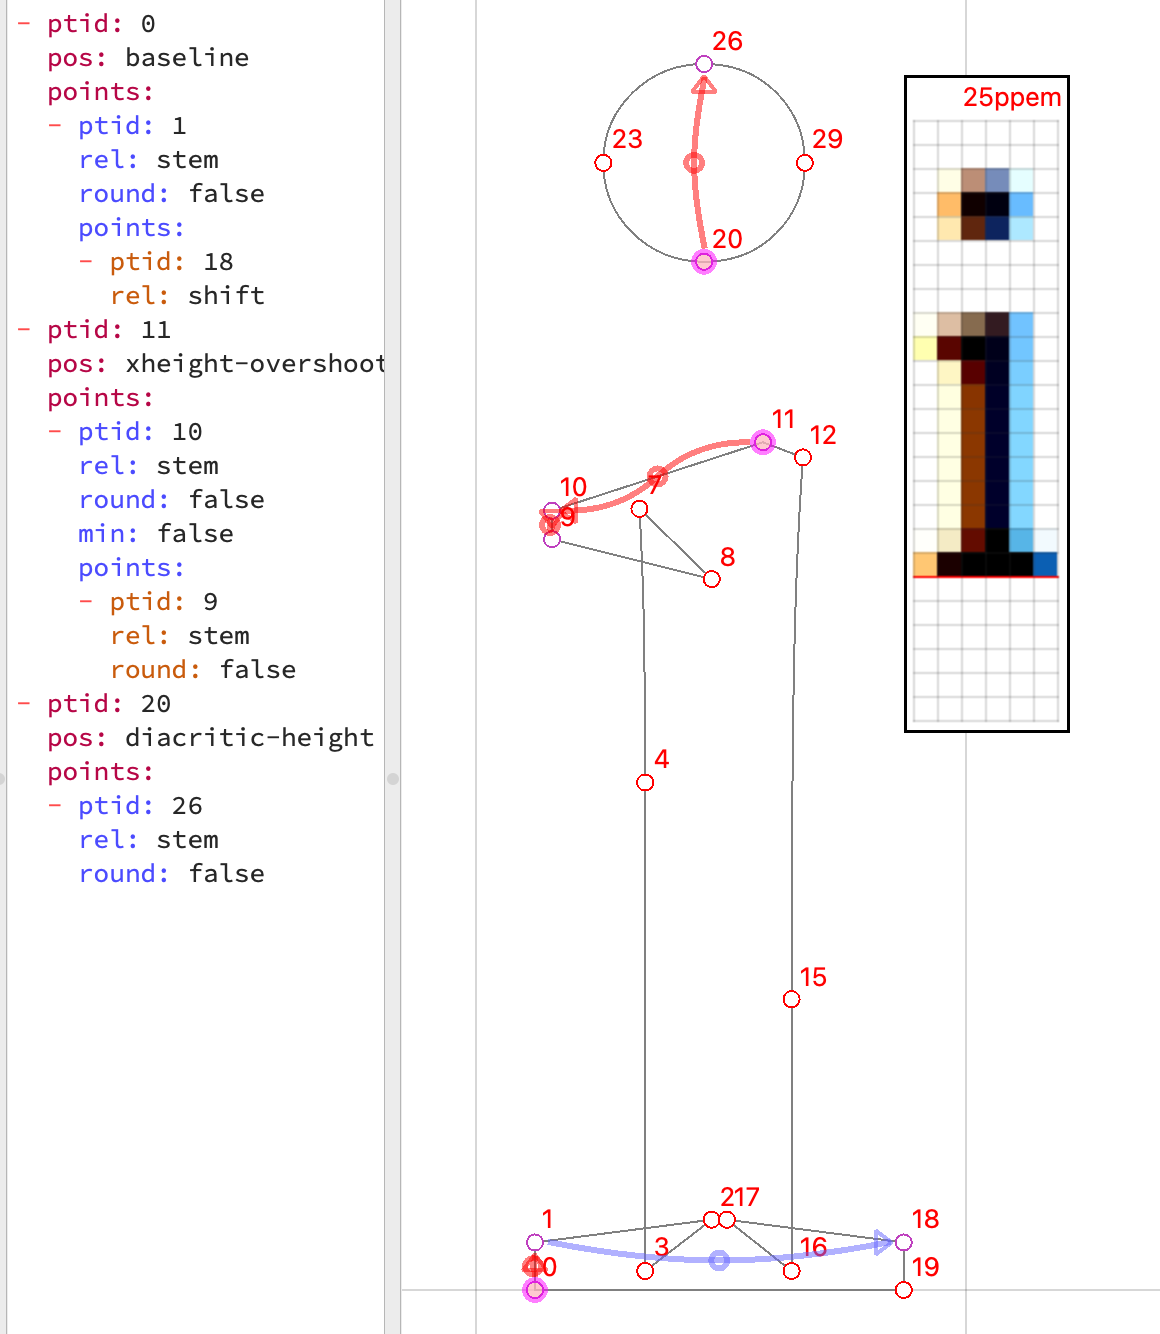 - ptid: 0
pos: baseline
points:
- ptid: 1
rel: stem
round: false
points:
- ptid: 18
rel: shift
- ptid: 11
pos: xheight-overshoot
points:
- ptid: 10
rel: stem
round: false
min: false
points:
- ptid: 9
rel: stem
round: false
- ptid: 20
pos: diacritic-height
points:
- ptid: 26
rel: stem
round: false
26
25ppem
23
29
20
11
12
10
7
9
8
4
15
217
1
18
3
16
0
19